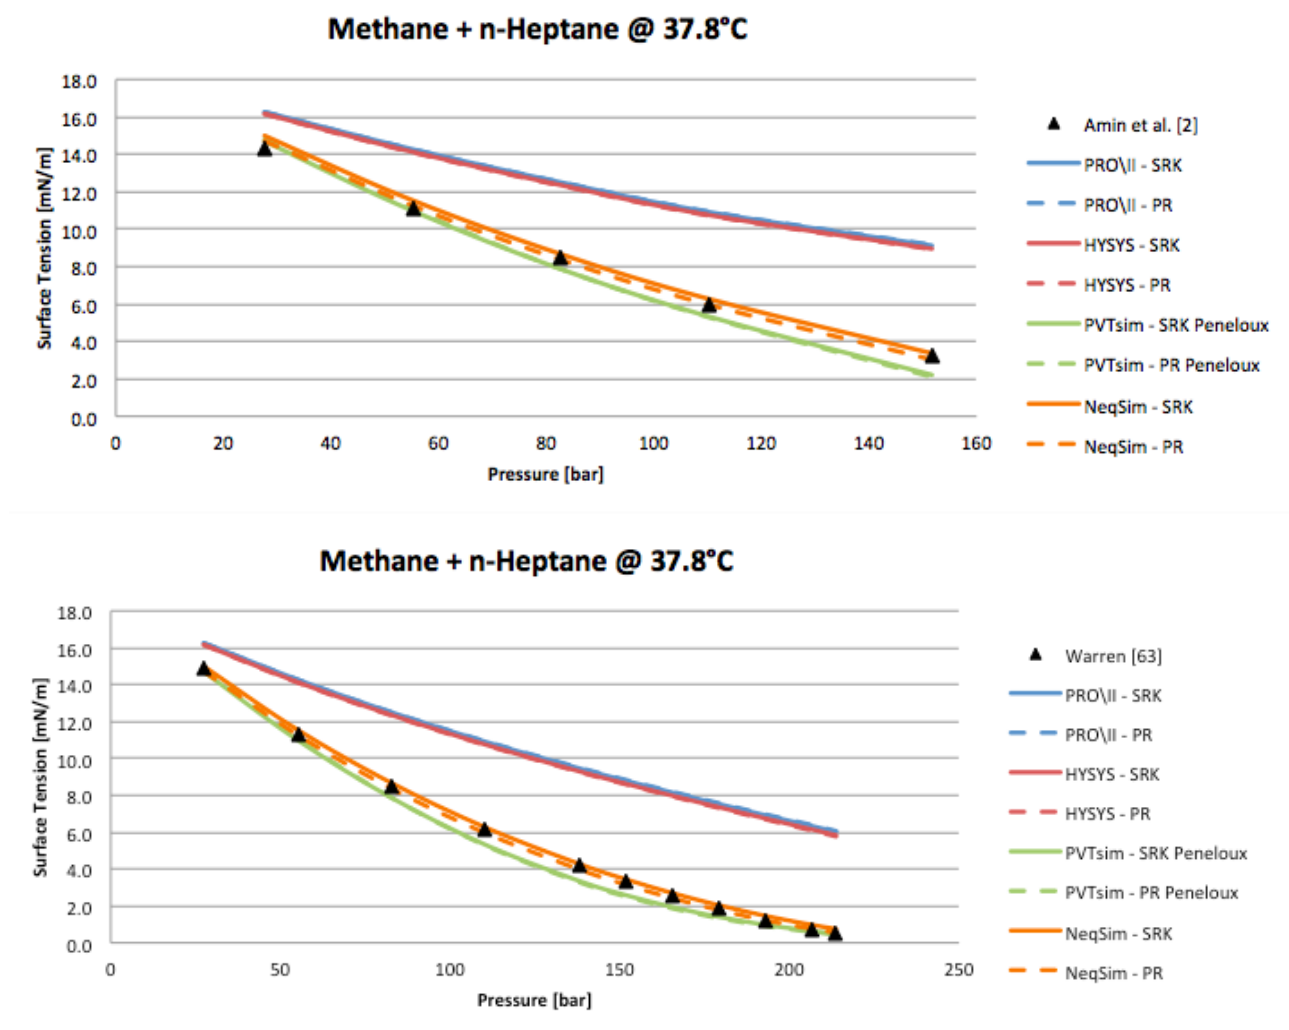 Methane + n-Heptane @ 37.8°C
18.0
16.0
14.0
12.0
10.0
8.0
6.0
4.0
2.0
0.0
Surface Tension [mN/m]
0 20 40 60 80 100 120 140 160
Pressure [bar]
Amin et al. [2]
PRO\II - SRK
PRO\II - PR
HYSYS - SRK
HYSYS - PR
PVTsim - SRK Peneloux
PVTsim - PR Peneloux
NeqSim - SRK
NeqSim - PR
Methane + n-Heptane @ 37.8°C
18.0
16.0
14.0
12.0
10.0
8.0
6.0
4.0
2.0
0.0
Surface Tension [mN/m]
0 50 100 150 200 250
Pressure [bar]
Warren [63]
PRO\II - SRK
PRO\II - PR
HYSYS - SRK
HYSYS - PR
PVTsim - SRK Peneloux
PVTsim - PR Peneloux
NeqSim - SRK
NeqSim - PR